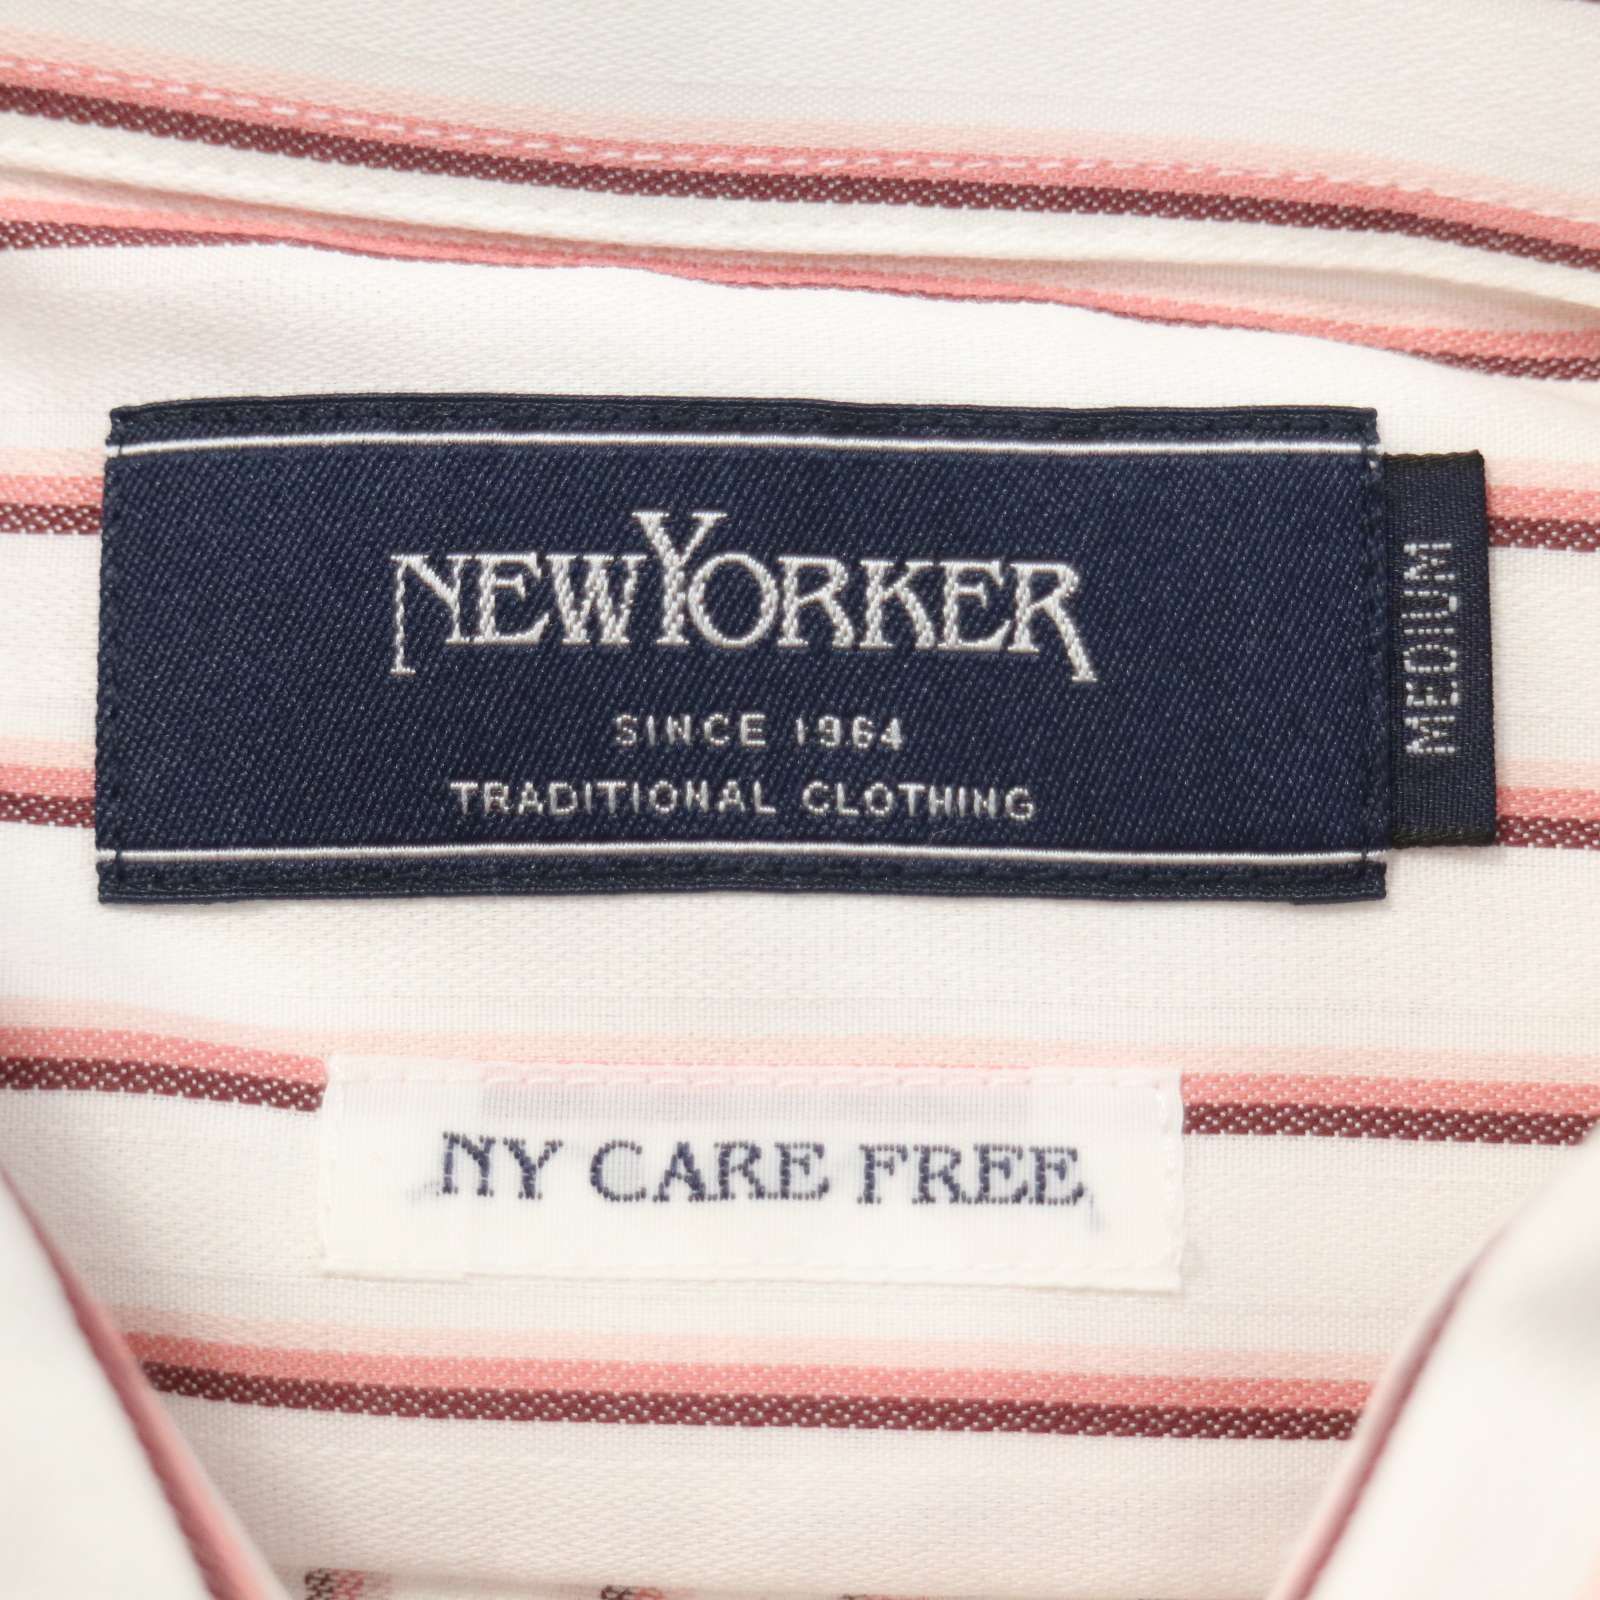 NEWYORKER
SINCE 1964
TRADITIONAL CLOTHING
MEDIUM
NY CARE FREE